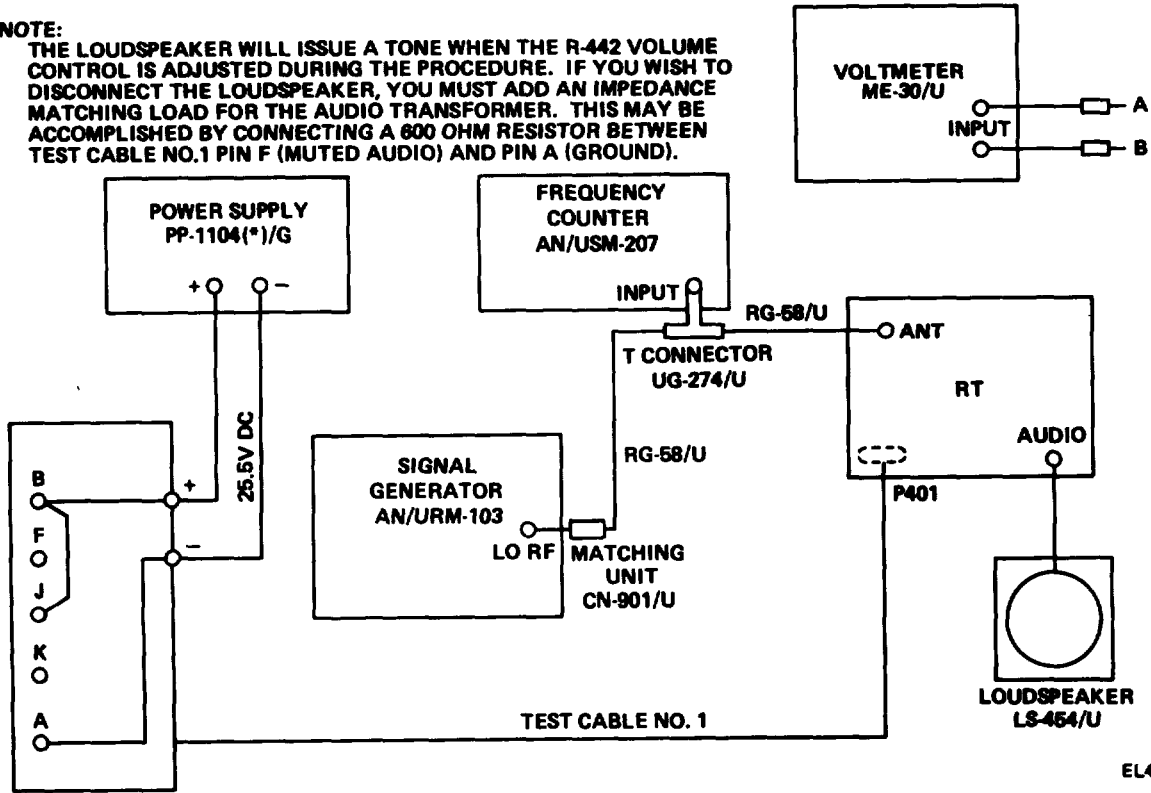 NOTE:
THE LOUDSPEAKER WILL ISSUE A TONE WHEN THE R-442 VOLUME
CONTROL IS ADJUSTED DURING THE PROCEDURE. IF YOU WISH TO
DISCONNECT THE LOUDSPEAKER, YOU MUST ADD AN IMPEDANCE
MATCHING LOAD FOR THE AUDIO TRANSFORMER. THIS MAY BE
ACCOMPLISHED BY CONNECTING A 600 OHM RESISTOR BETWEEN
TEST CABLE NO.1 PIN F (MUTED AUDIO) AND PIN A (GROUND).
VOLTMETER
ME-30/U
INPUT
A
B
POWER SUPPLY
PP-1104(*)/G
+
−
FREQUENCY
COUNTER
AN/USM-207
INPUT
RG-58/U
T CONNECTOR
UG-274/U
ANT
RT
AUDIO
P401
25.5V DC
RG-58/U
SIGNAL
GENERATOR
AN/URM-103
LO RF
MATCHING
UNIT
CN-901/U
B
F
J
K
A
+
−
TEST CABLE NO. 1
LOUDSPEAKER
LS-454/U
EL4